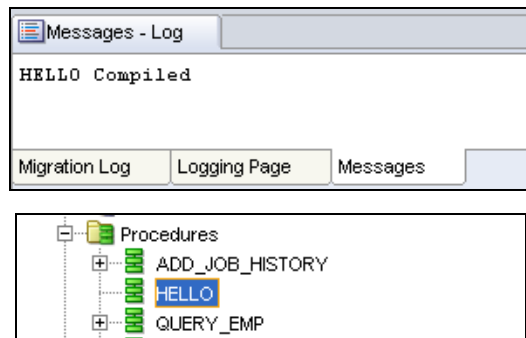 Messages - Log
HELLO Compiled
Migration Log Logging Page Messages
Procedures
ADD_JOB_HISTORY
HELLO
QUERY_EMP